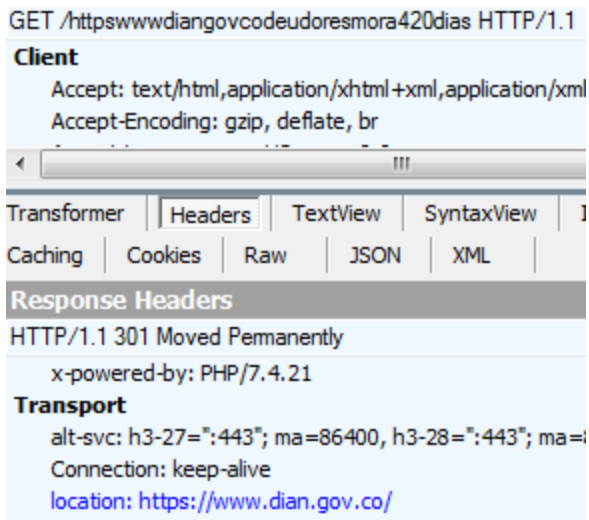 GET /httpswwwdiangovcodeudoresmora420dias HTTP/1.1
Client
Accept: text/html,application/xhtml+xml,application/xml
Accept-Encoding: gzip, deflate, br
Transformer Headers TextView SyntaxView
Caching Cookies Raw JSON XML
Response Headers
HTTP/1.1 301 Moved Permanently
x-powered-by: PHP/7.4.21
Transport
alt-svc: h3-27=":443"; ma=86400, h3-28=":443"; ma=
Connection: keep-alive
location: https://www.dian.gov.co/